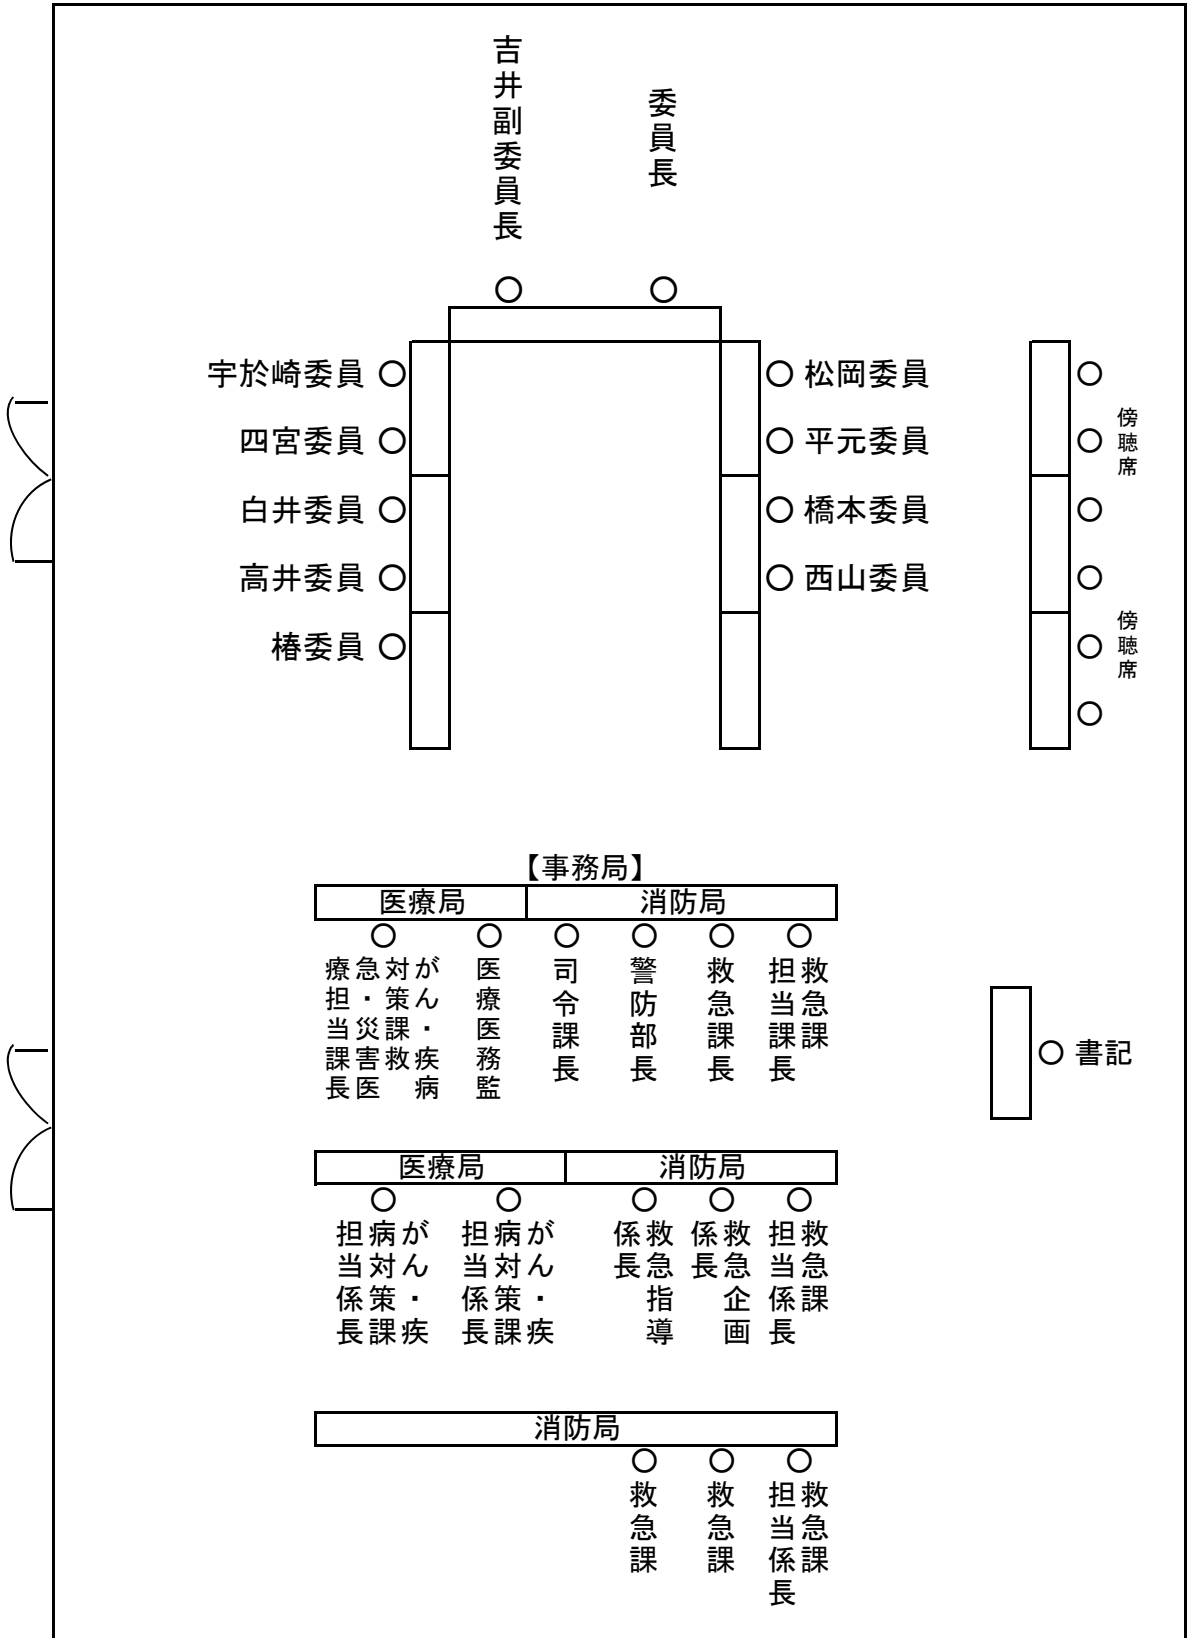 吉井副委員長
委員長
宇於崎委員
松岡委員
四宮委員
平元委員
白井委員
橋本委員
高井委員
西山委員
椿委員
傍聴席
傍聴席
【事務局】
医療局
消防局
がん・疾病
対策課救
急・災害医
療担当課長
医療医務監
司令課長
警防部長
救急課長
救急課
担当課長
書記
医療局
消防局
がん・疾
病対策課
担当係長
がん・疾
病対策課
担当係長
救急指導
係長
救急企画
係長
救急課
担当係長
消防局
救急課
救急課
救急課
担当係長